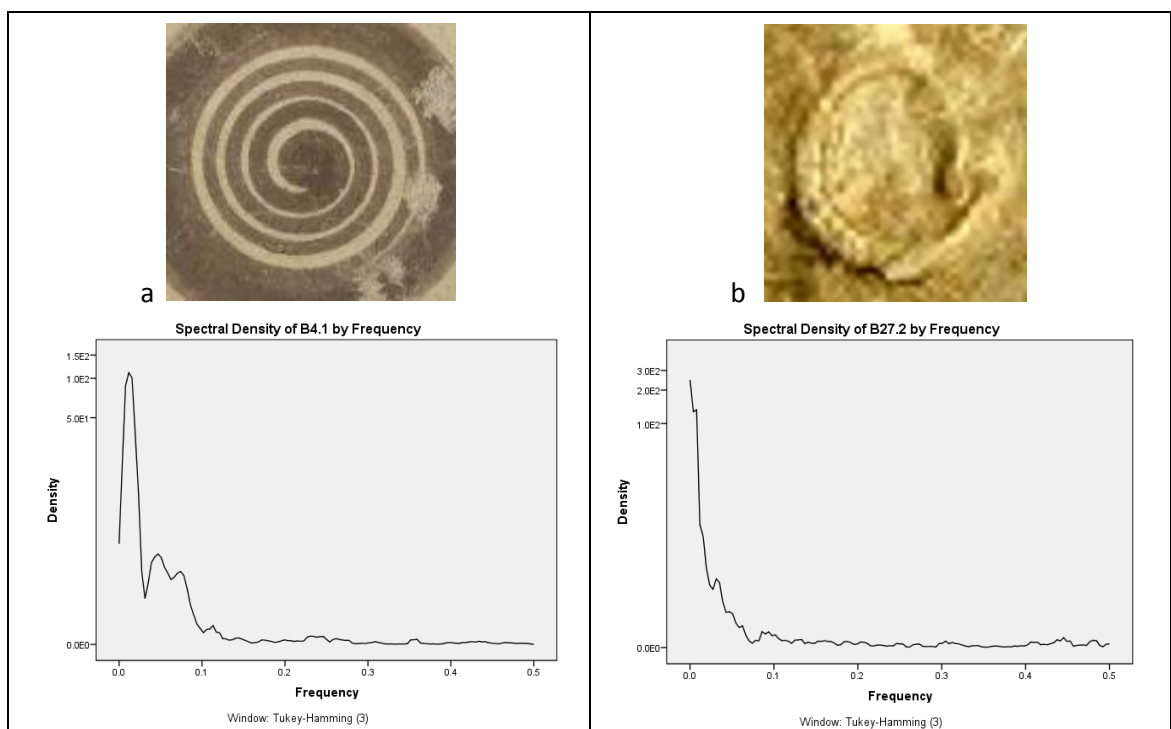 a
Spectral Density of B4.1 by Frequency
1.5E2
1.0E2
5.0E1
0.0E0
Density
0.0
0.1
0.2
0.3
0.4
0.5
Frequency
Window: Tukey-Hamming (3)
b
Spectral Density of B27.2 by Frequency
3.0E2
2.0E2
1.0E2
0.0E0
Density
0.0
0.1
0.2
0.3
0.4
0.5
Frequency
Window: Tukey-Hamming (3)